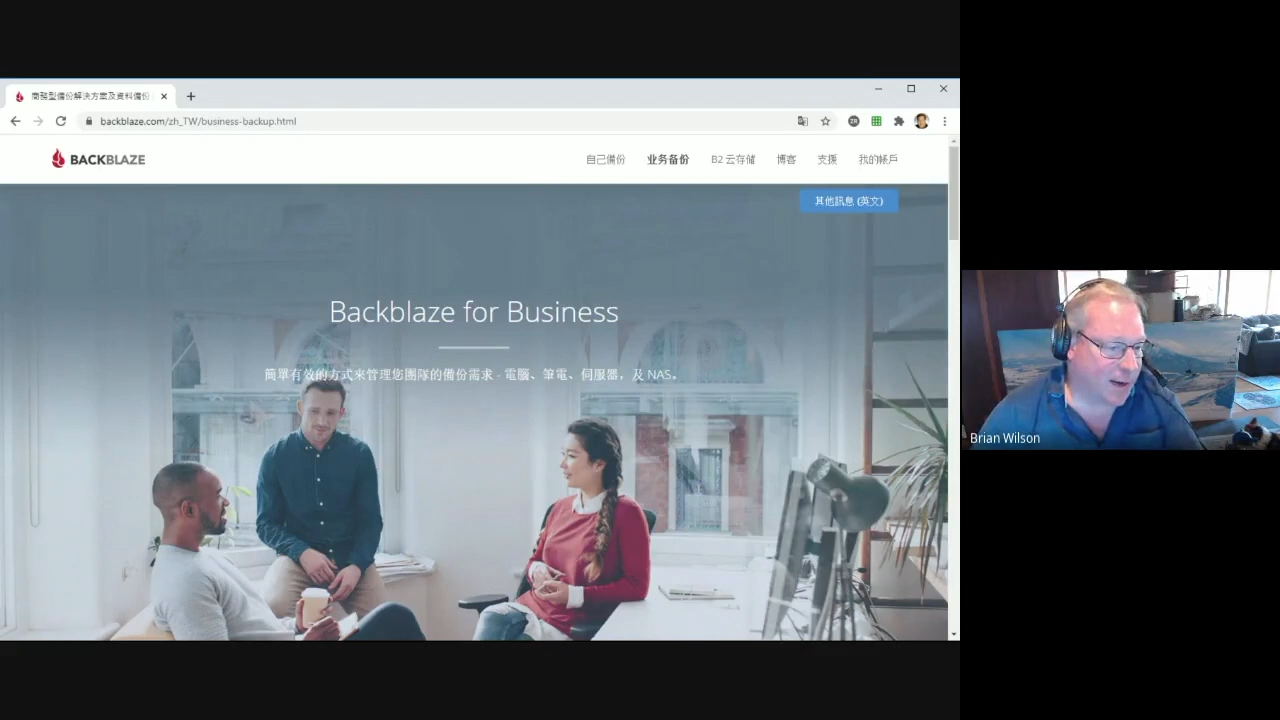 商務型備份解決方案及資料備份
backblaze.com/zh_TW/business-backup.html
BACKBLAZE
自己備份 业务备份 B2 云存储 博客 支援 我的帳戶
其他訊息 (英文)
Backblaze for Business
簡單有效的方式來管理您團隊的備份需求 - 電腦、筆電、伺服器，及 NAS。
Brian Wilson